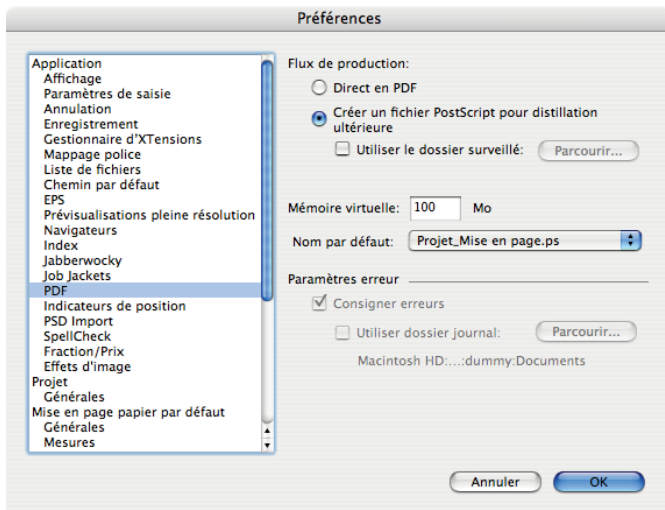 Préférences
Application
Affichage
Paramètres de saisie
Annulation
Enregistrement
Gestionnaire d'XTensions
Mappage police
Liste de fichiers
Chemin par défaut
EPS
Prévisualisations pleine résolution
Navigateurs
Index
Jabberwocky
Job Jackets
PDF
Indicateurs de position
PSD Import
SpellCheck
Fraction/Prix
Effets d'image
Projet
Générales
Mise en page papier par défaut
Générales
Mesures
Flux de production:
Direct en PDF
Créer un fichier PostScript pour distillation
ultérieure
Utiliser le dossier surveillé: Parcourir...
Mémoire virtuelle: 100 Mo
Nom par défaut: Projet_Mise en page.ps
Paramètres erreur
Consigner erreurs
Utiliser dossier journal: Parcourir...
Macintosh HD:...:dummy:Documents
Annuler OK